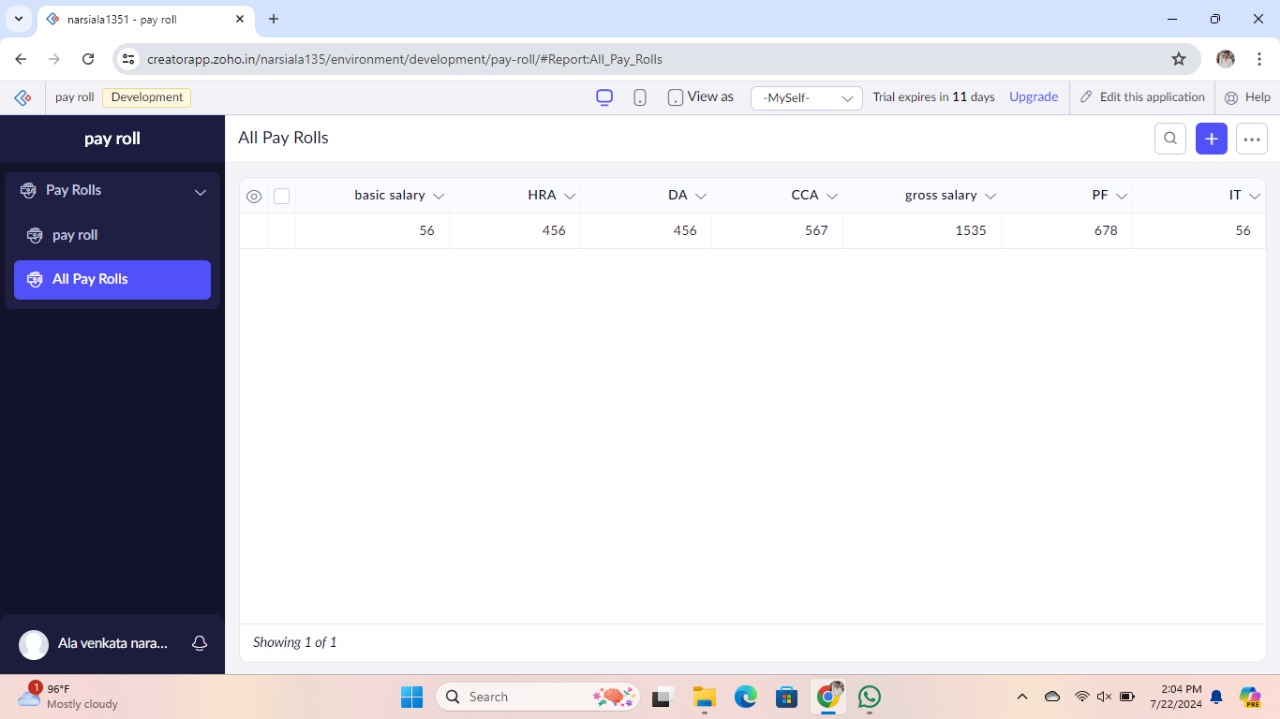 narsiala1351 - pay roll
creatorapp.zoho.in/narsiala135/environment/development/pay-roll/#Report:All_Pay_Rolls
pay roll Development View as -MySelf- Trial expires in 11 days Upgrade Edit this application Help
pay roll All Pay Rolls
Pay Rolls
pay roll
All Pay Rolls
basic salary HRA DA CCA gross salary PF IT
56 456 456 567 1535 678 56
Showing 1 of 1
Ala venkata nara...
1 96°F
Mostly cloudy
Search
PRE
2:04 PM
7/22/2024